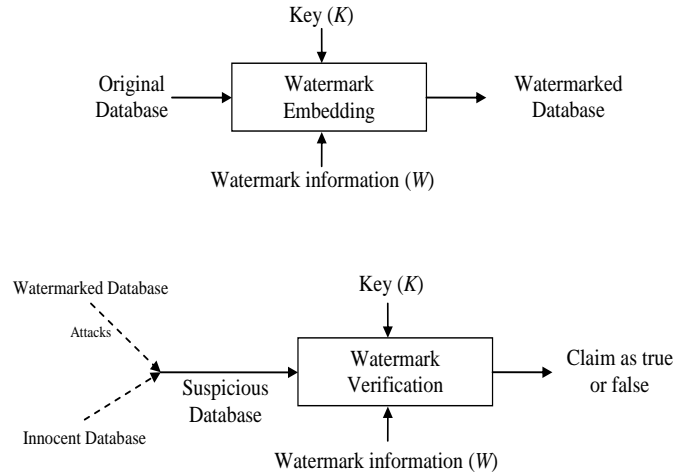 Key (K)
Original
Database
Watermark
Embedding
Watermarked
Database
Watermark information (W)
Watermarked Database
Attacks
Innocent Database
Suspicious
Database
Key (K)
Watermark
Verification
Watermark information (W)
Claim as true
or false